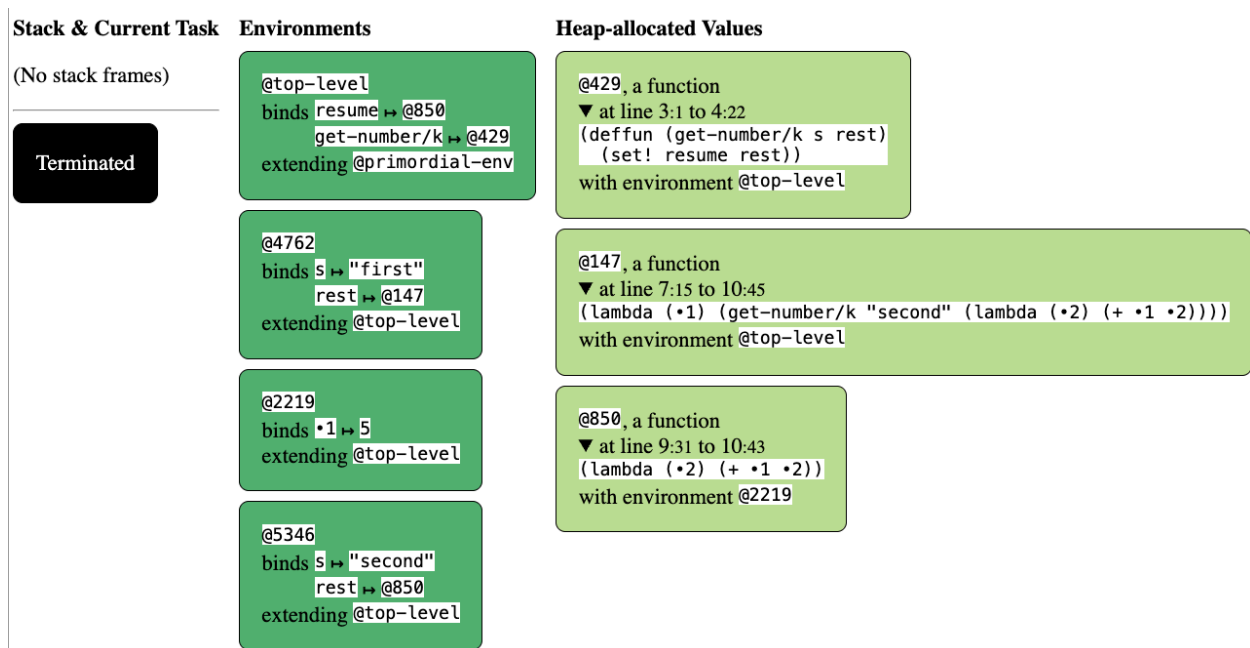 Stack & Current Task
(No stack frames)
Terminated
Environments
@top-level
binds resume ↦ @850
get-number/k ↦ @429
extending @primordial-env
@4762
binds s ↦ "first"
rest ↦ @147
extending @top-level
@2219
binds •1 ↦ 5
extending @top-level
@5346
binds s ↦ "second"
rest ↦ @850
extending @top-level
Heap-allocated Values
@429, a function
▼ at line 3:1 to 4:22
(deffun (get-number/k s rest)
  (set! resume rest))
with environment @top-level
@147, a function
▼ at line 7:15 to 10:45
(lambda (•1) (get-number/k "second" (lambda (•2) (+ •1 •2))))
with environment @top-level
@850, a function
▼ at line 9:31 to 10:43
(lambda (•2) (+ •1 •2))
with environment @2219